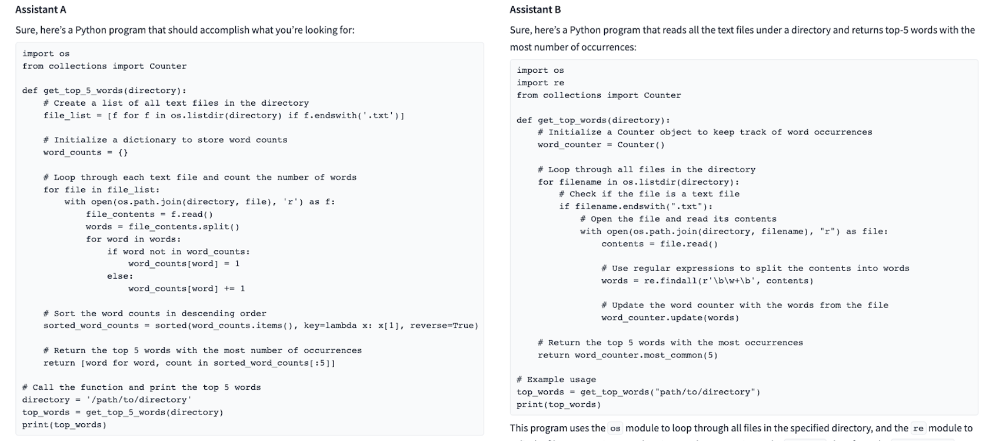 Assistant A
Sure, here's a Python program that should accomplish what you're looking for:
import os
from collections import Counter
def get_top_5_words(directory):
# Create a list of all text files in the directory
file_list = [f for f in os.listdir(directory) if f.endswith('.txt')]
# Initialize a dictionary to store word counts
word_counts = {}
# Loop through each text file and count the number of words
for file in file_list:
with open(os.path.join(directory, file), 'r') as f:
file_contents = f.read()
words = file_contents.split()
for word in words:
if word not in word_counts:
word_counts[word] = 1
else:
word_counts[word] += 1
# Sort the word counts in descending order
sorted_word_counts = sorted(word_counts.items(), key=lambda x: x[1], reverse=True)
# Return the top 5 words with the most number of occurrences
return [word for word, count in sorted_word_counts[:5]]
# Call the function and print the top 5 words
directory = '/path/to/directory'
top_words = get_top_5_words(directory)
print(top_words)
Assistant B
Sure, here's a Python program that reads all the text files under a directory and returns top-5 words with the
most number of occurrences:
import os
import re
from collections import Counter
def get_top_words(directory):
# Initialize a Counter object to keep track of word occurrences
word_counter = Counter()
# Loop through all files in the directory
for filename in os.listdir(directory):
# Check if the file is a text file
if filename.endswith(".txt"):
# Open the file and read its contents
with open(os.path.join(directory, filename), "r") as file:
contents = file.read()
# Use regular expressions to split the contents into words
words = re.findall(r'\b\w+\b', contents)
# Update the word counter with the words from the file
word_counter.update(words)
# Return the top 5 words with the most occurrences
return word_counter.most_common(5)
# Example usage
top_words = get_top_words("path/to/directory")
print(top_words)
This program uses the os module to loop through all files in the specified directory, and the re module to